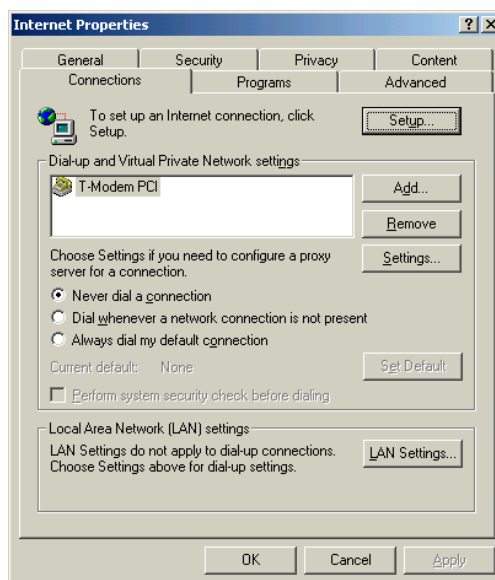 Internet Properties
General Security Privacy Content
Connections Programs Advanced
To set up an Internet connection, click
Setup.
Setup...
Dial-up and Virtual Private Network settings
T-Modem PCI
Add...
Remove
Choose Settings if you need to configure a proxy
server for a connection.
Settings...
Never dial a connection
Dial whenever a network connection is not present
Always dial my default connection
Current default: None
Set Default
Perform system security check before dialing
Local Area Network (LAN) settings
LAN Settings do not apply to dial-up connections.
Choose Settings above for dial-up settings.
LAN Settings...
OK Cancel Apply